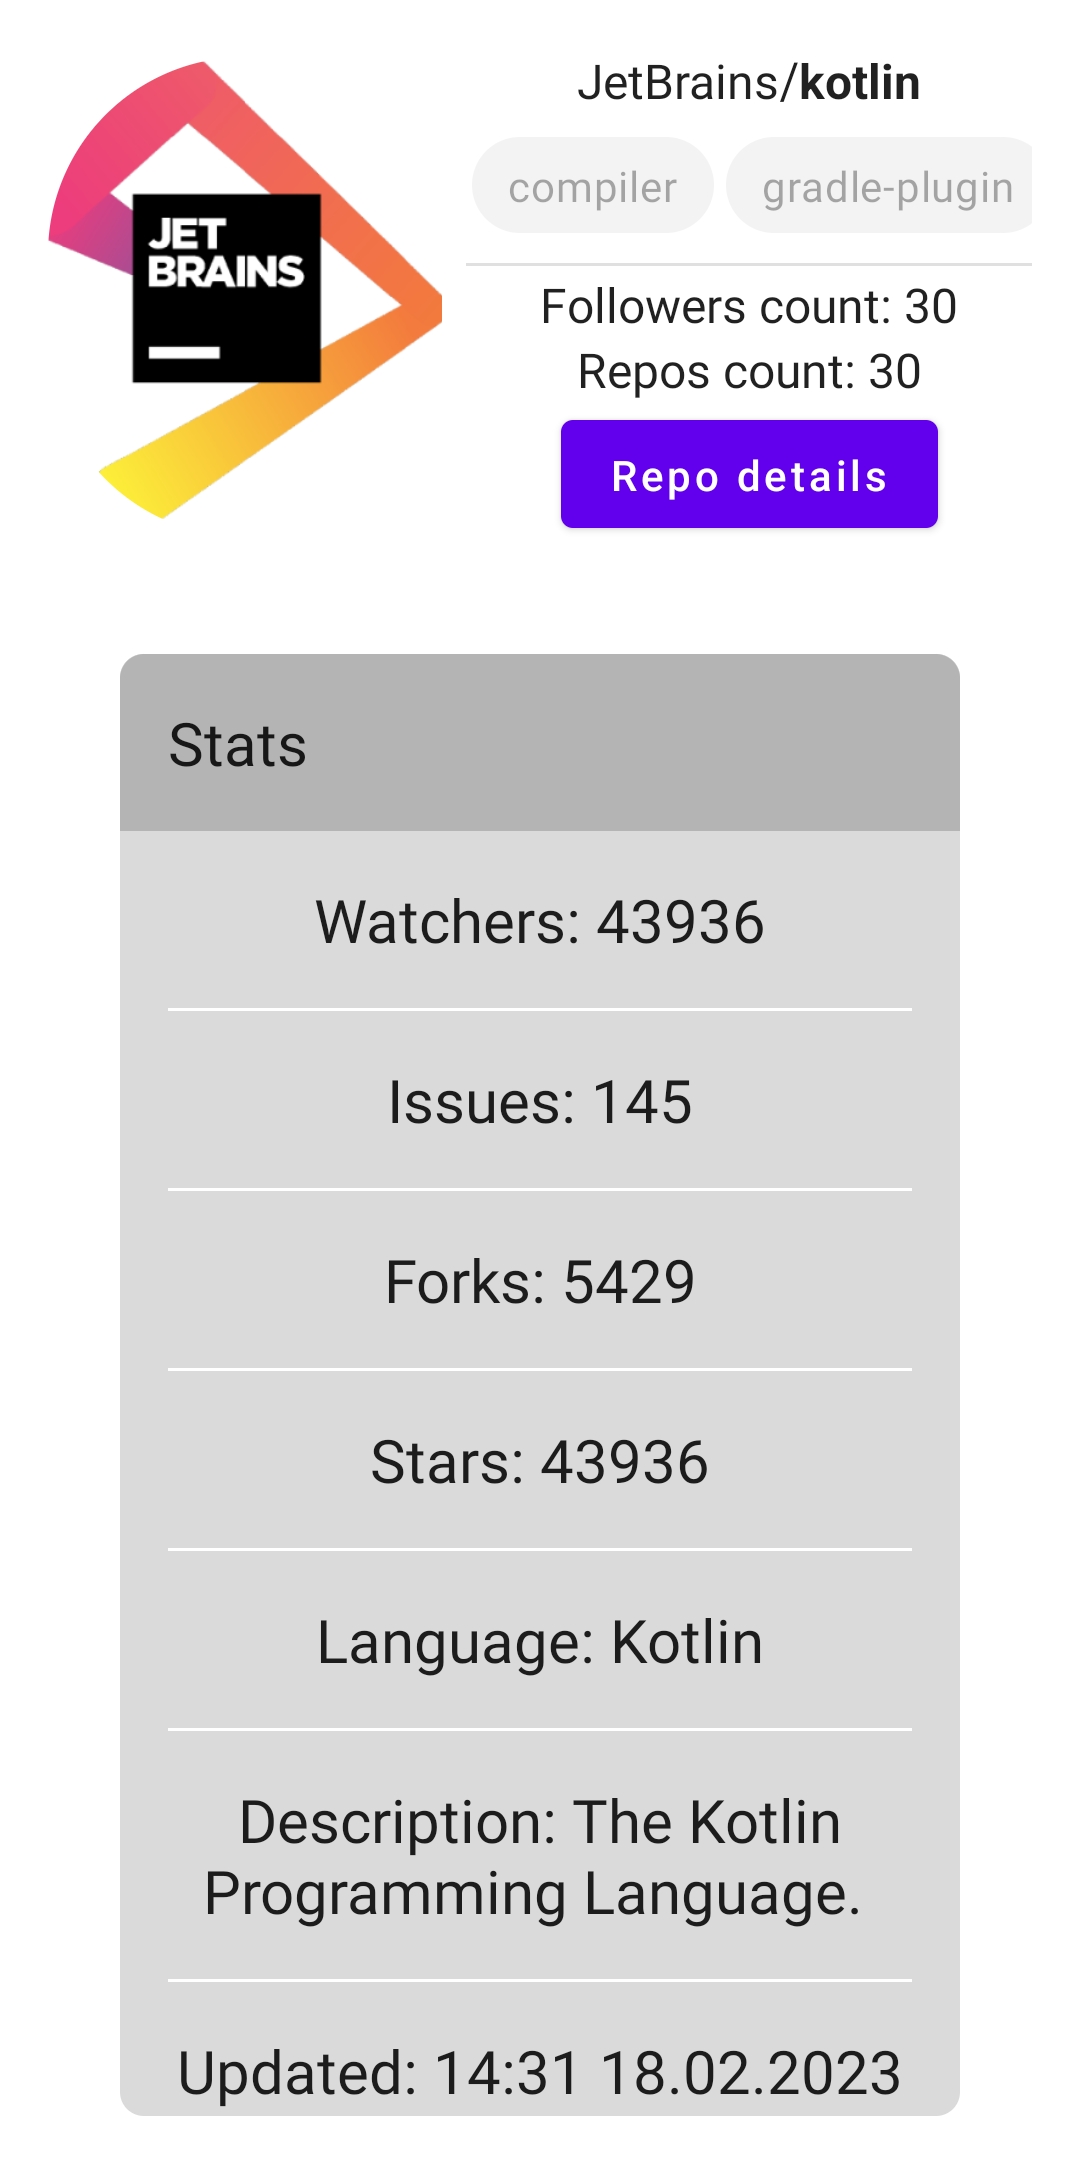 JetBrains/kotlin
compiler
gradle-plugin
JET
BRAINS
Followers count: 30
Repos count: 30
Repo details
Stats
Watchers: 43936
Issues: 145
Forks: 5429
Stars: 43936
Language: Kotlin
Description: The Kotlin
Programming Language.
Updated: 14:31 18.02.2023